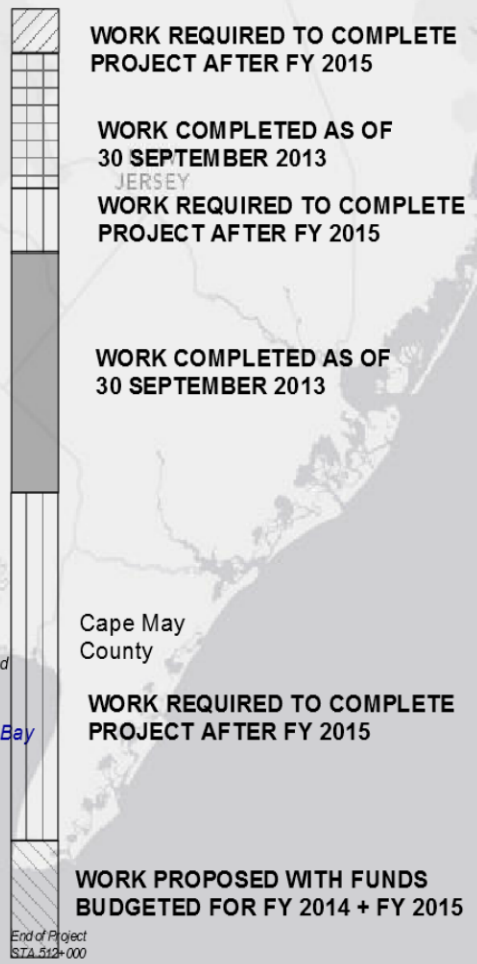 WORK REQUIRED TO COMPLETE
PROJECT AFTER FY 2015
WORK COMPLETED AS OF
30 SEPTEMBER 2013
JERSEY
WORK REQUIRED TO COMPLETE
PROJECT AFTER FY 2015
WORK COMPLETED AS OF
30 SEPTEMBER 2013
Cape May
County
d
WORK REQUIRED TO COMPLETE
PROJECT AFTER FY 2015
Bay
WORK PROPOSED WITH FUNDS
BUDGETED FOR FY 2014 + FY 2015
End of Project
STA.512+000